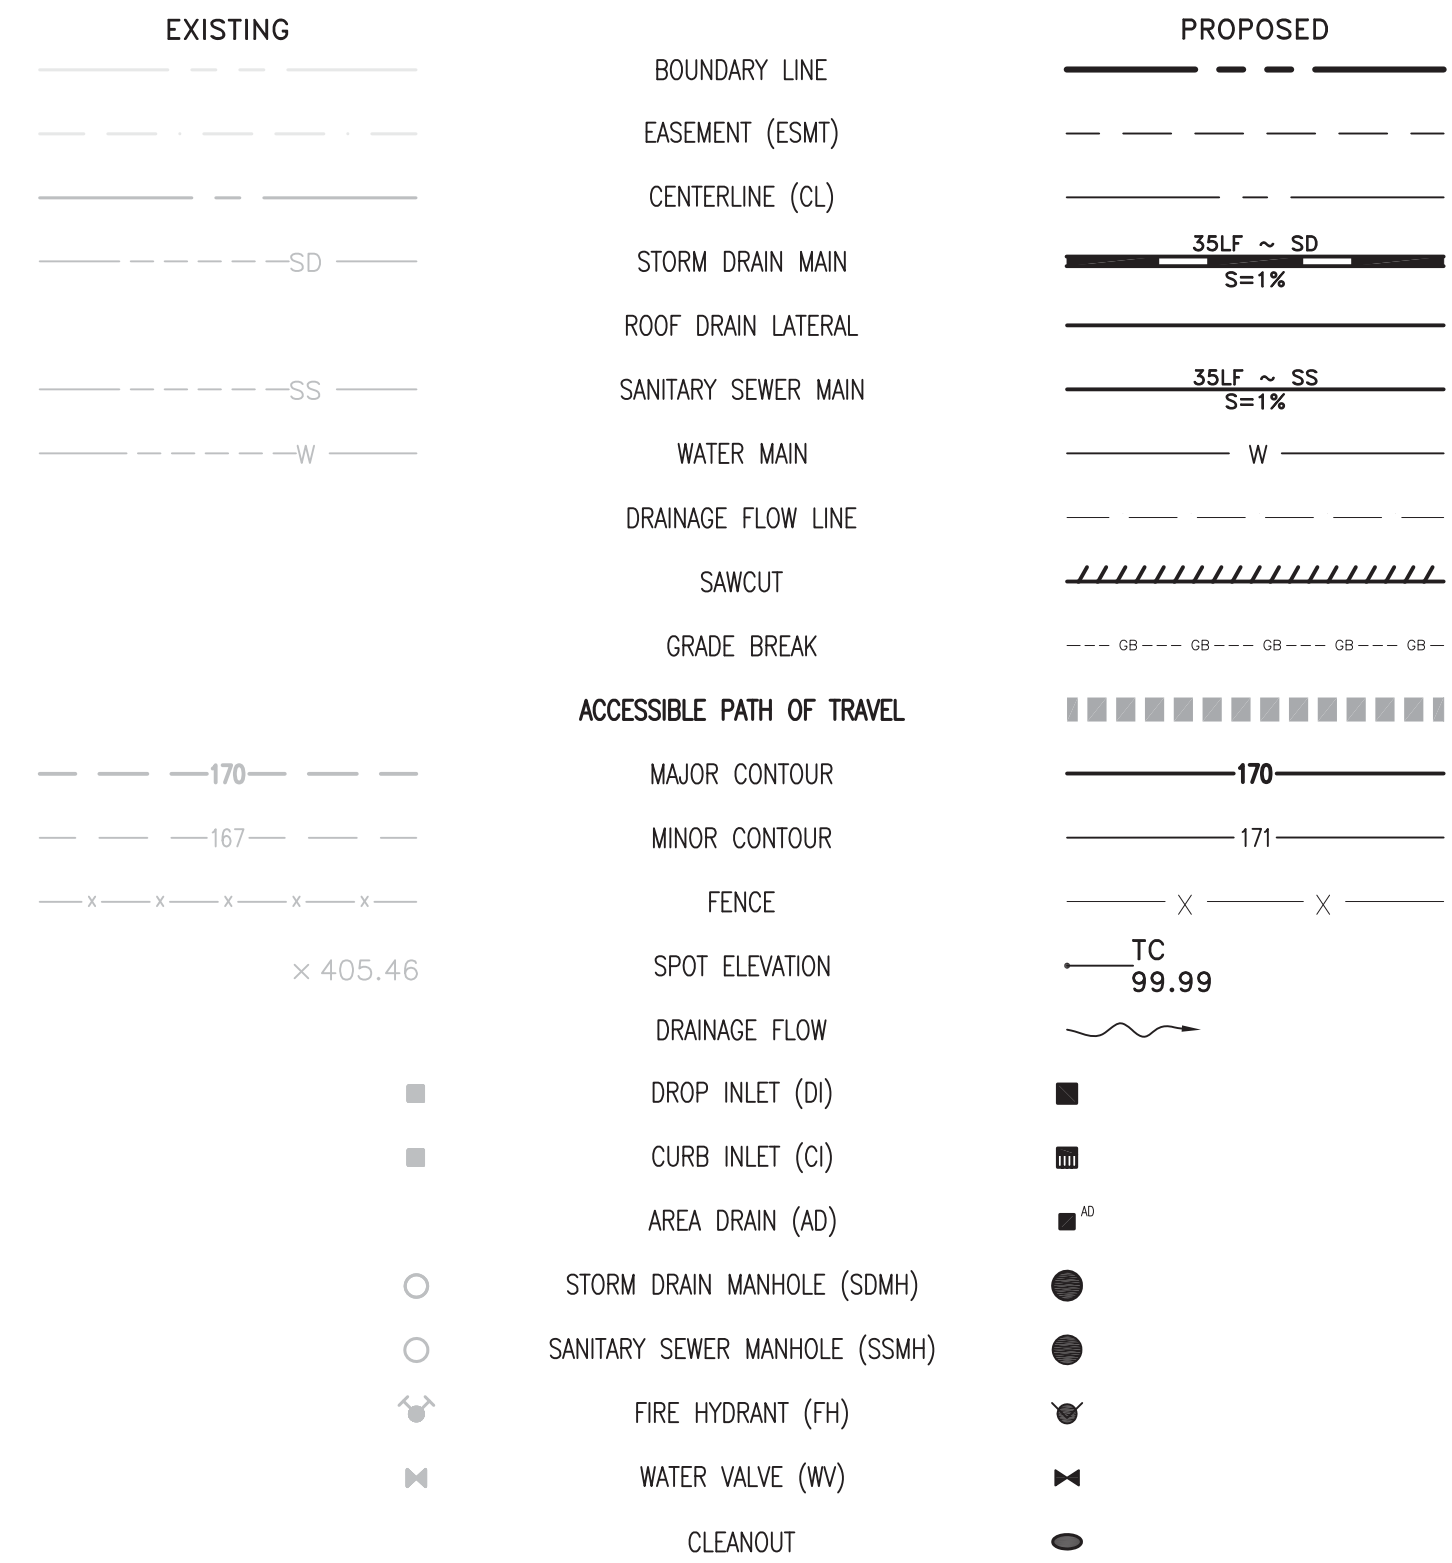 EXISTING PROPOSED
BOUNDARY LINE
EASEMENT (ESMT)
CENTERLINE (CL)
35LF ~ SD
SD STORM DRAIN MAIN
S=1%
ROOF DRAIN LATERAL
35LF ~ SS
SS SANITARY SEWER MAIN
S=1%
W WATER MAIN W
DRAINAGE FLOW LINE
SAWCUT
GRADE BREAK GB GB GB GB GB
ACCESSIBLE PATH OF TRAVEL
170 MAJOR CONTOUR 170
167 MINOR CONTOUR 171
x x x x x FENCE X X
TC
× 405.46 SPOT ELEVATION
99.99
DRAINAGE FLOW
DROP INLET (DI)
CURB INLET (CI)
AREA DRAIN (AD) AD
STORM DRAIN MANHOLE (SDMH)
SANITARY SEWER MANHOLE (SSMH)
FIRE HYDRANT (FH)
WATER VALVE (WV)
CLEANOUT